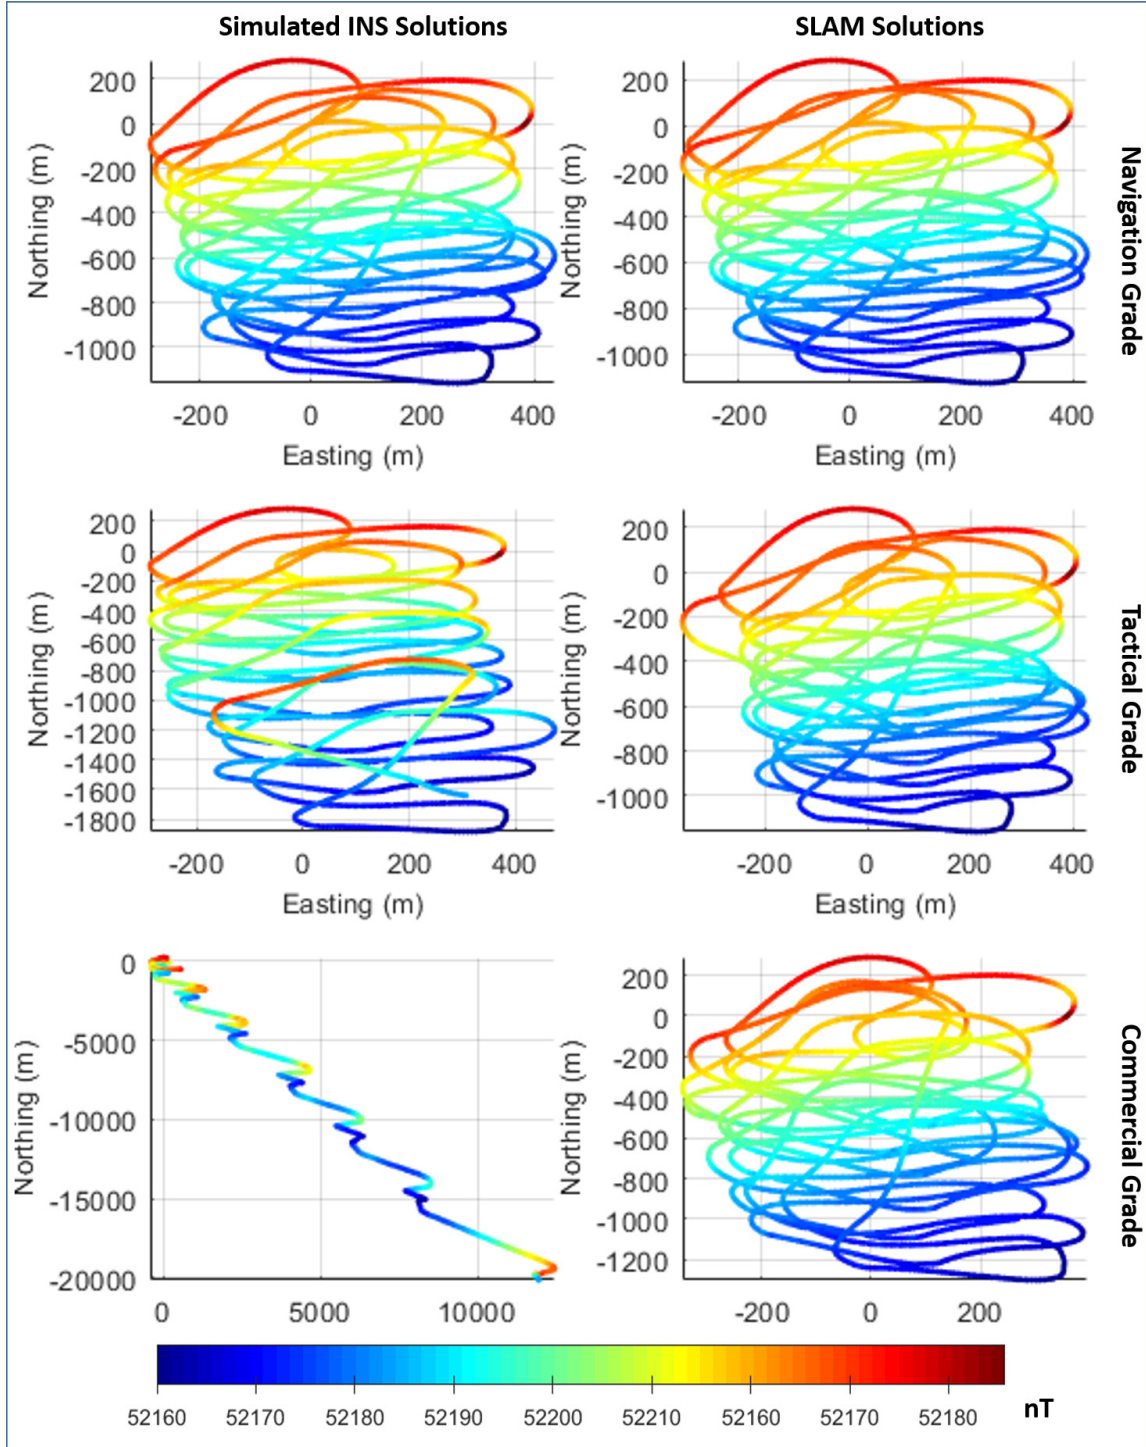 Simulated INS Solutions
SLAM Solutions
200
0
-200
-400
-600
-800
-1000
Northing (m)
-200 0 200 400
Easting (m)
200
0
-200
-400
-600
-800
-1000
Northing (m)
-200 0 200 400
Easting (m)
Navigation Grade
200
0
-200
-400
-600
-800
-1000
-1200
-1400
-1600
-1800
Northing (m)
-200 0 200 400
Easting (m)
200
0
-200
-400
-600
-800
-1000
Northing (m)
-200 0 200 400
Easting (m)
Tactical Grade
0
-5000
-10000
-15000
-20000
Northing (m)
0 5000 10000
200
0
-200
-400
-600
-800
-1000
-1200
Northing (m)
-200 0 200
Commercial Grade
52160 52170 52180 52190 52200 52210 52160 52170 52180
nT